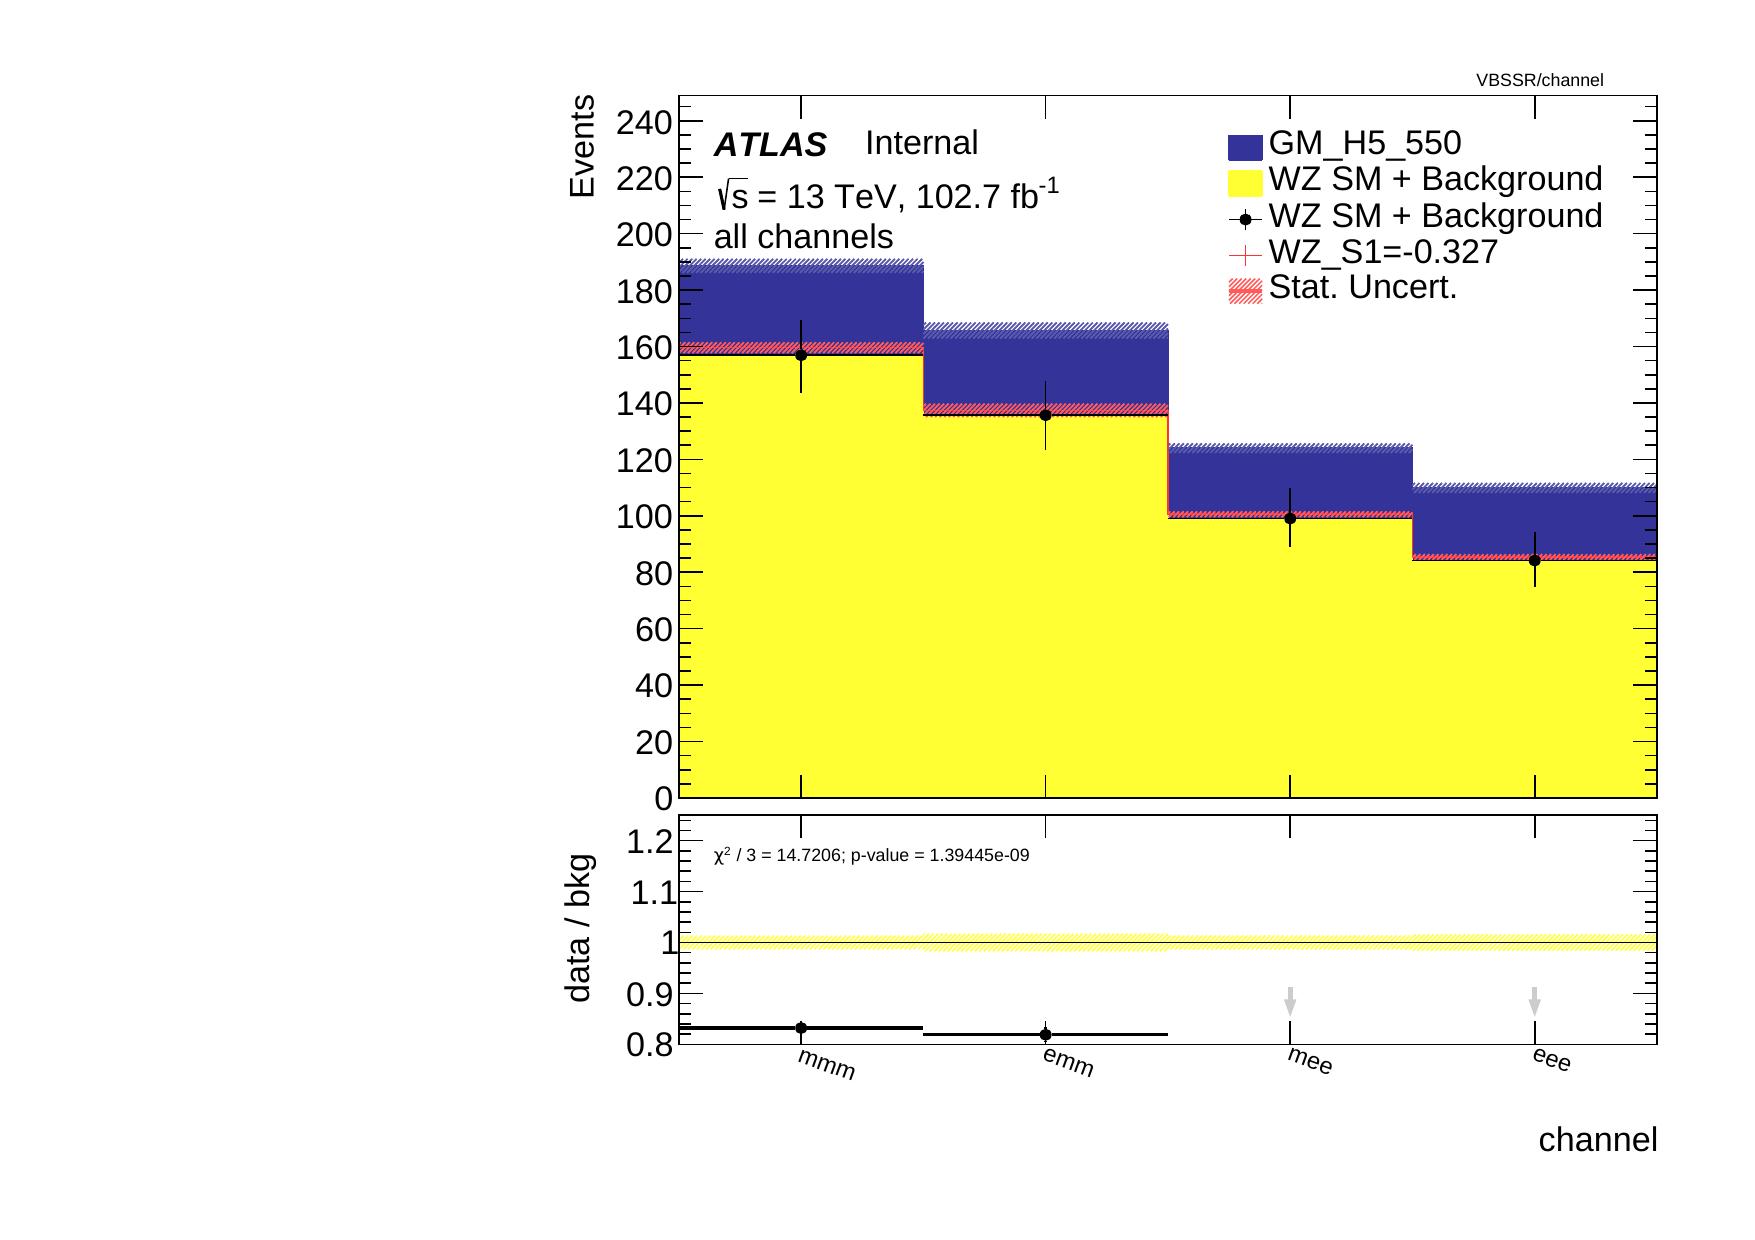 VBSSR/channel
Events
240
220
200
180
160
140
120
100
80
60
40
20
0
ATLAS Internal
√s = 13 TeV, 102.7 fb⁻¹
all channels
GM_H5_550
WZ SM + Background
WZ SM + Background
WZ_S1=-0.327
Stat. Uncert.
data / bkg
1.2
1.1
1
0.9
0.8
χ² / 3 = 14.7206; p-value = 1.39445e-09
mmm
emm
mee
eee
channel